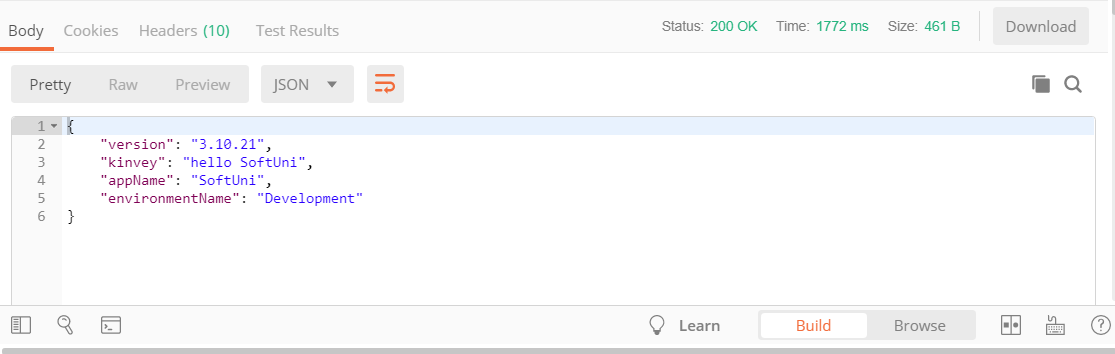 Body Cookies Headers (10) Test Results Status: 200 OK Time: 1772 ms Size: 461 B Download
Pretty Raw Preview JSON
1 {
2 "version": "3.10.21",
3 "kinvey": "hello SoftUni",
4 "appName": "SoftUni",
5 "environmentName": "Development"
6 }
Learn Build Browse